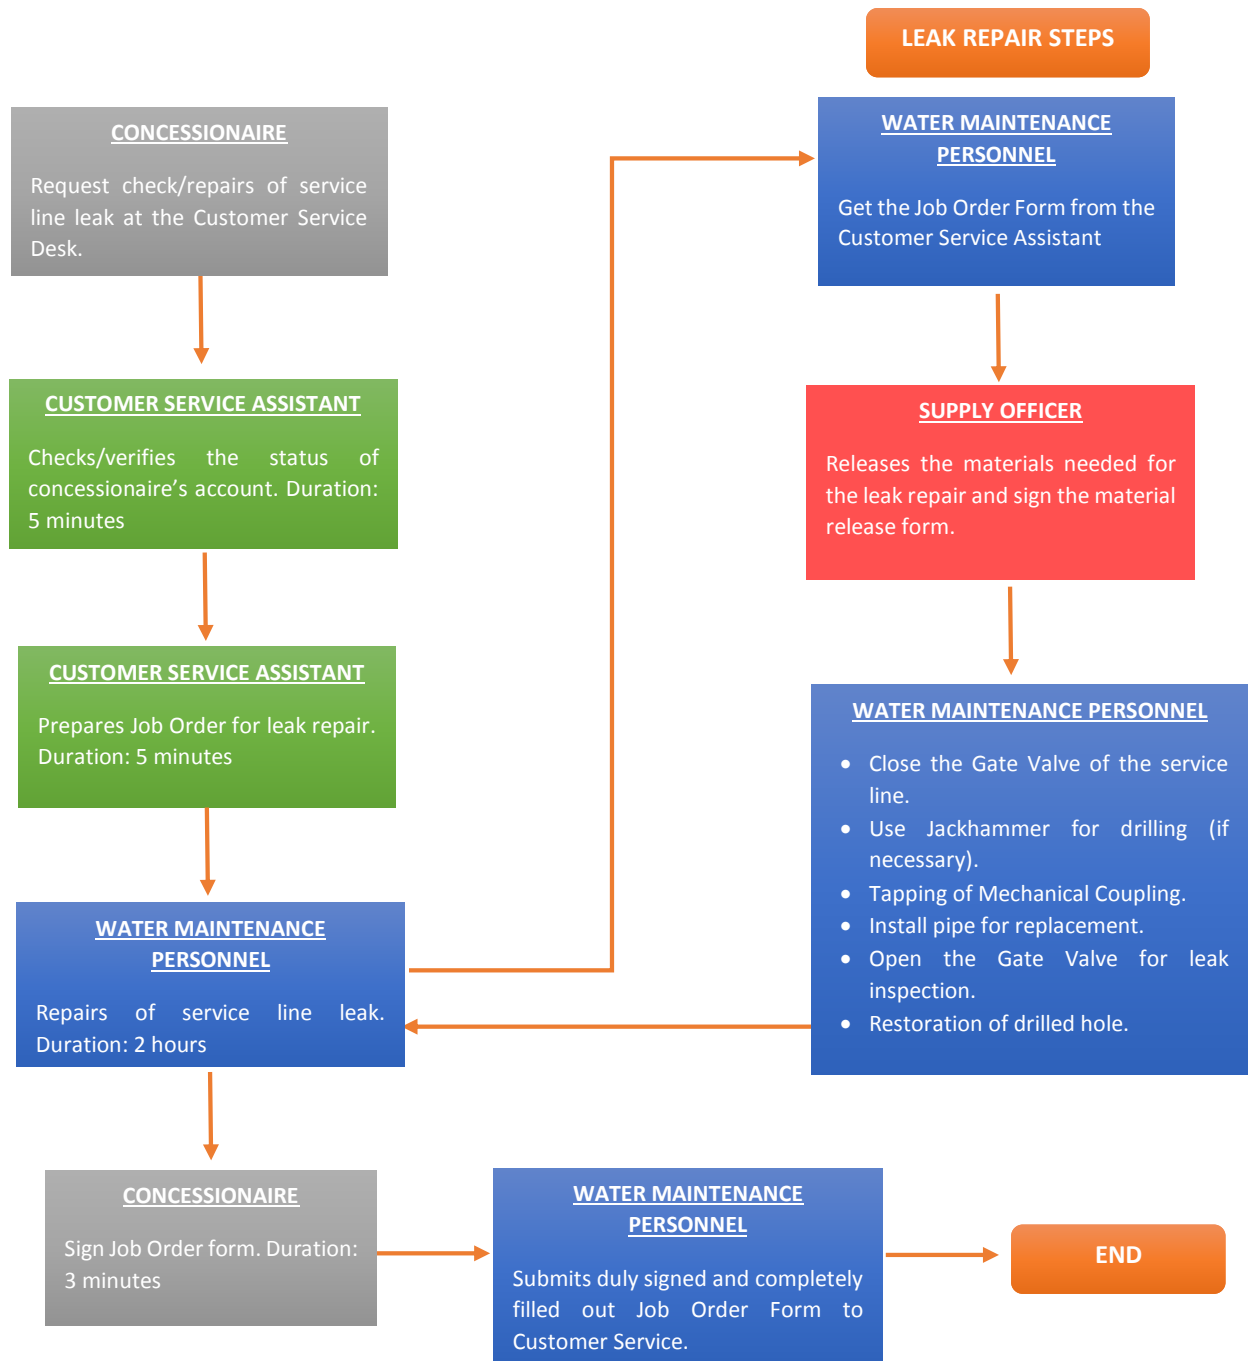 LEAK REPAIR STEPS
CONCESSIONAIRE
Request check/repairs of service
line leak at the Customer Service
Desk.
CUSTOMER SERVICE ASSISTANT
Checks/verifies the status of
concessionaire’s account. Duration:
5 minutes
CUSTOMER SERVICE ASSISTANT
Prepares Job Order for leak repair.
Duration: 5 minutes
WATER MAINTENANCE
PERSONNEL
Repairs of service line leak.
Duration: 2 hours
WATER MAINTENANCE
PERSONNEL
Get the Job Order Form from the
Customer Service Assistant
SUPPLY OFFICER
Releases the materials needed for
the leak repair and sign the material
release form.
WATER MAINTENANCE PERSONNEL
• Close the Gate Valve of the service
line.
• Use Jackhammer for drilling (if
necessary).
• Tapping of Mechanical Coupling.
• Install pipe for replacement.
• Open the Gate Valve for leak
inspection.
• Restoration of drilled hole.
CONCESSIONAIRE
Sign Job Order form. Duration:
3 minutes
WATER MAINTENANCE
PERSONNEL
Submits duly signed and completely
filled out Job Order Form to
Customer Service.
END